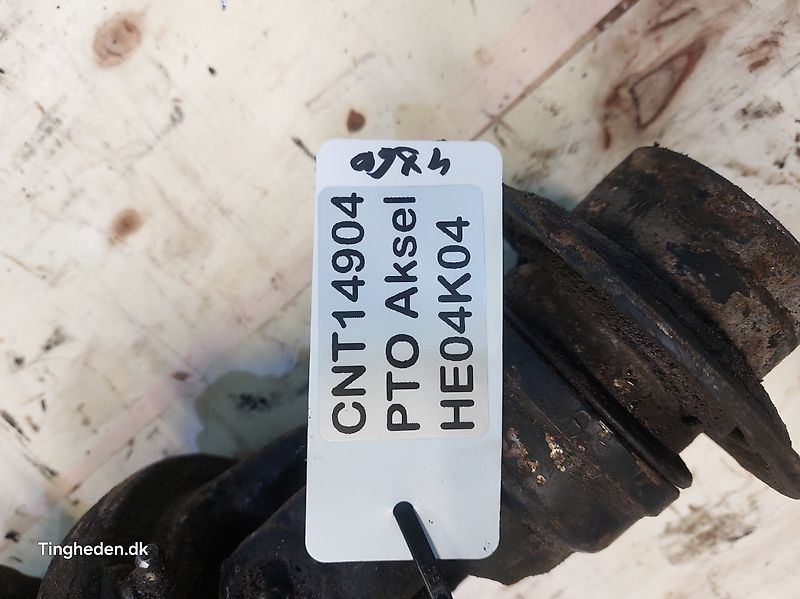 CNT14904
PTO Aksel
HE04K04
Tingheden.dk